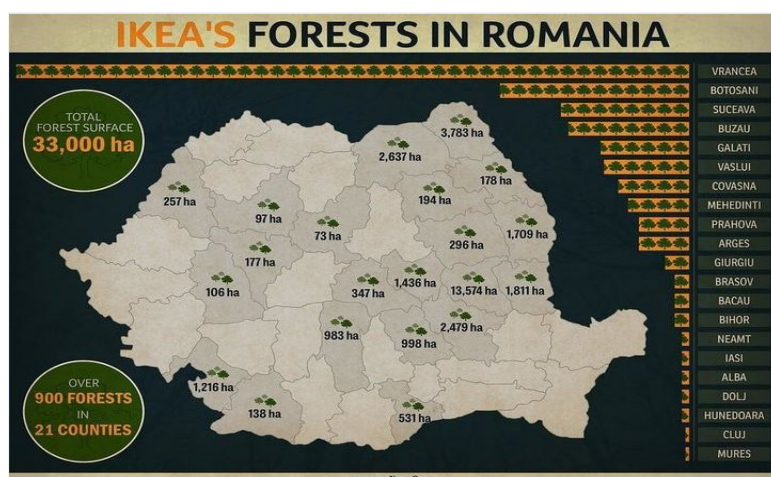 IKEA'S FORESTS IN ROMANIA
TOTAL
FOREST SURFACE
33,000 ha
3,783 ha
2,637 ha
178 ha
257 ha
194 ha
97 ha
73 ha
296 ha
1,709 ha
177 ha
106 ha
347 ha
1,436 ha
13,574 ha
1,811 ha
983 ha
998 ha
2,479 ha
1,216 ha
138 ha
531 ha
OVER
900 FORESTS
IN
21 COUNTIES
VRANCEA
BOTOSANI
SUCEAVA
BUZAU
GALATI
VASLUI
COVASNA
MEHEDINTI
PRAHOVA
ARGES
GIURGIU
BRASOV
BACAU
BIHOR
NEAMT
IASI
ALBA
DOLJ
HUNEDOARA
CLUJ
MURES